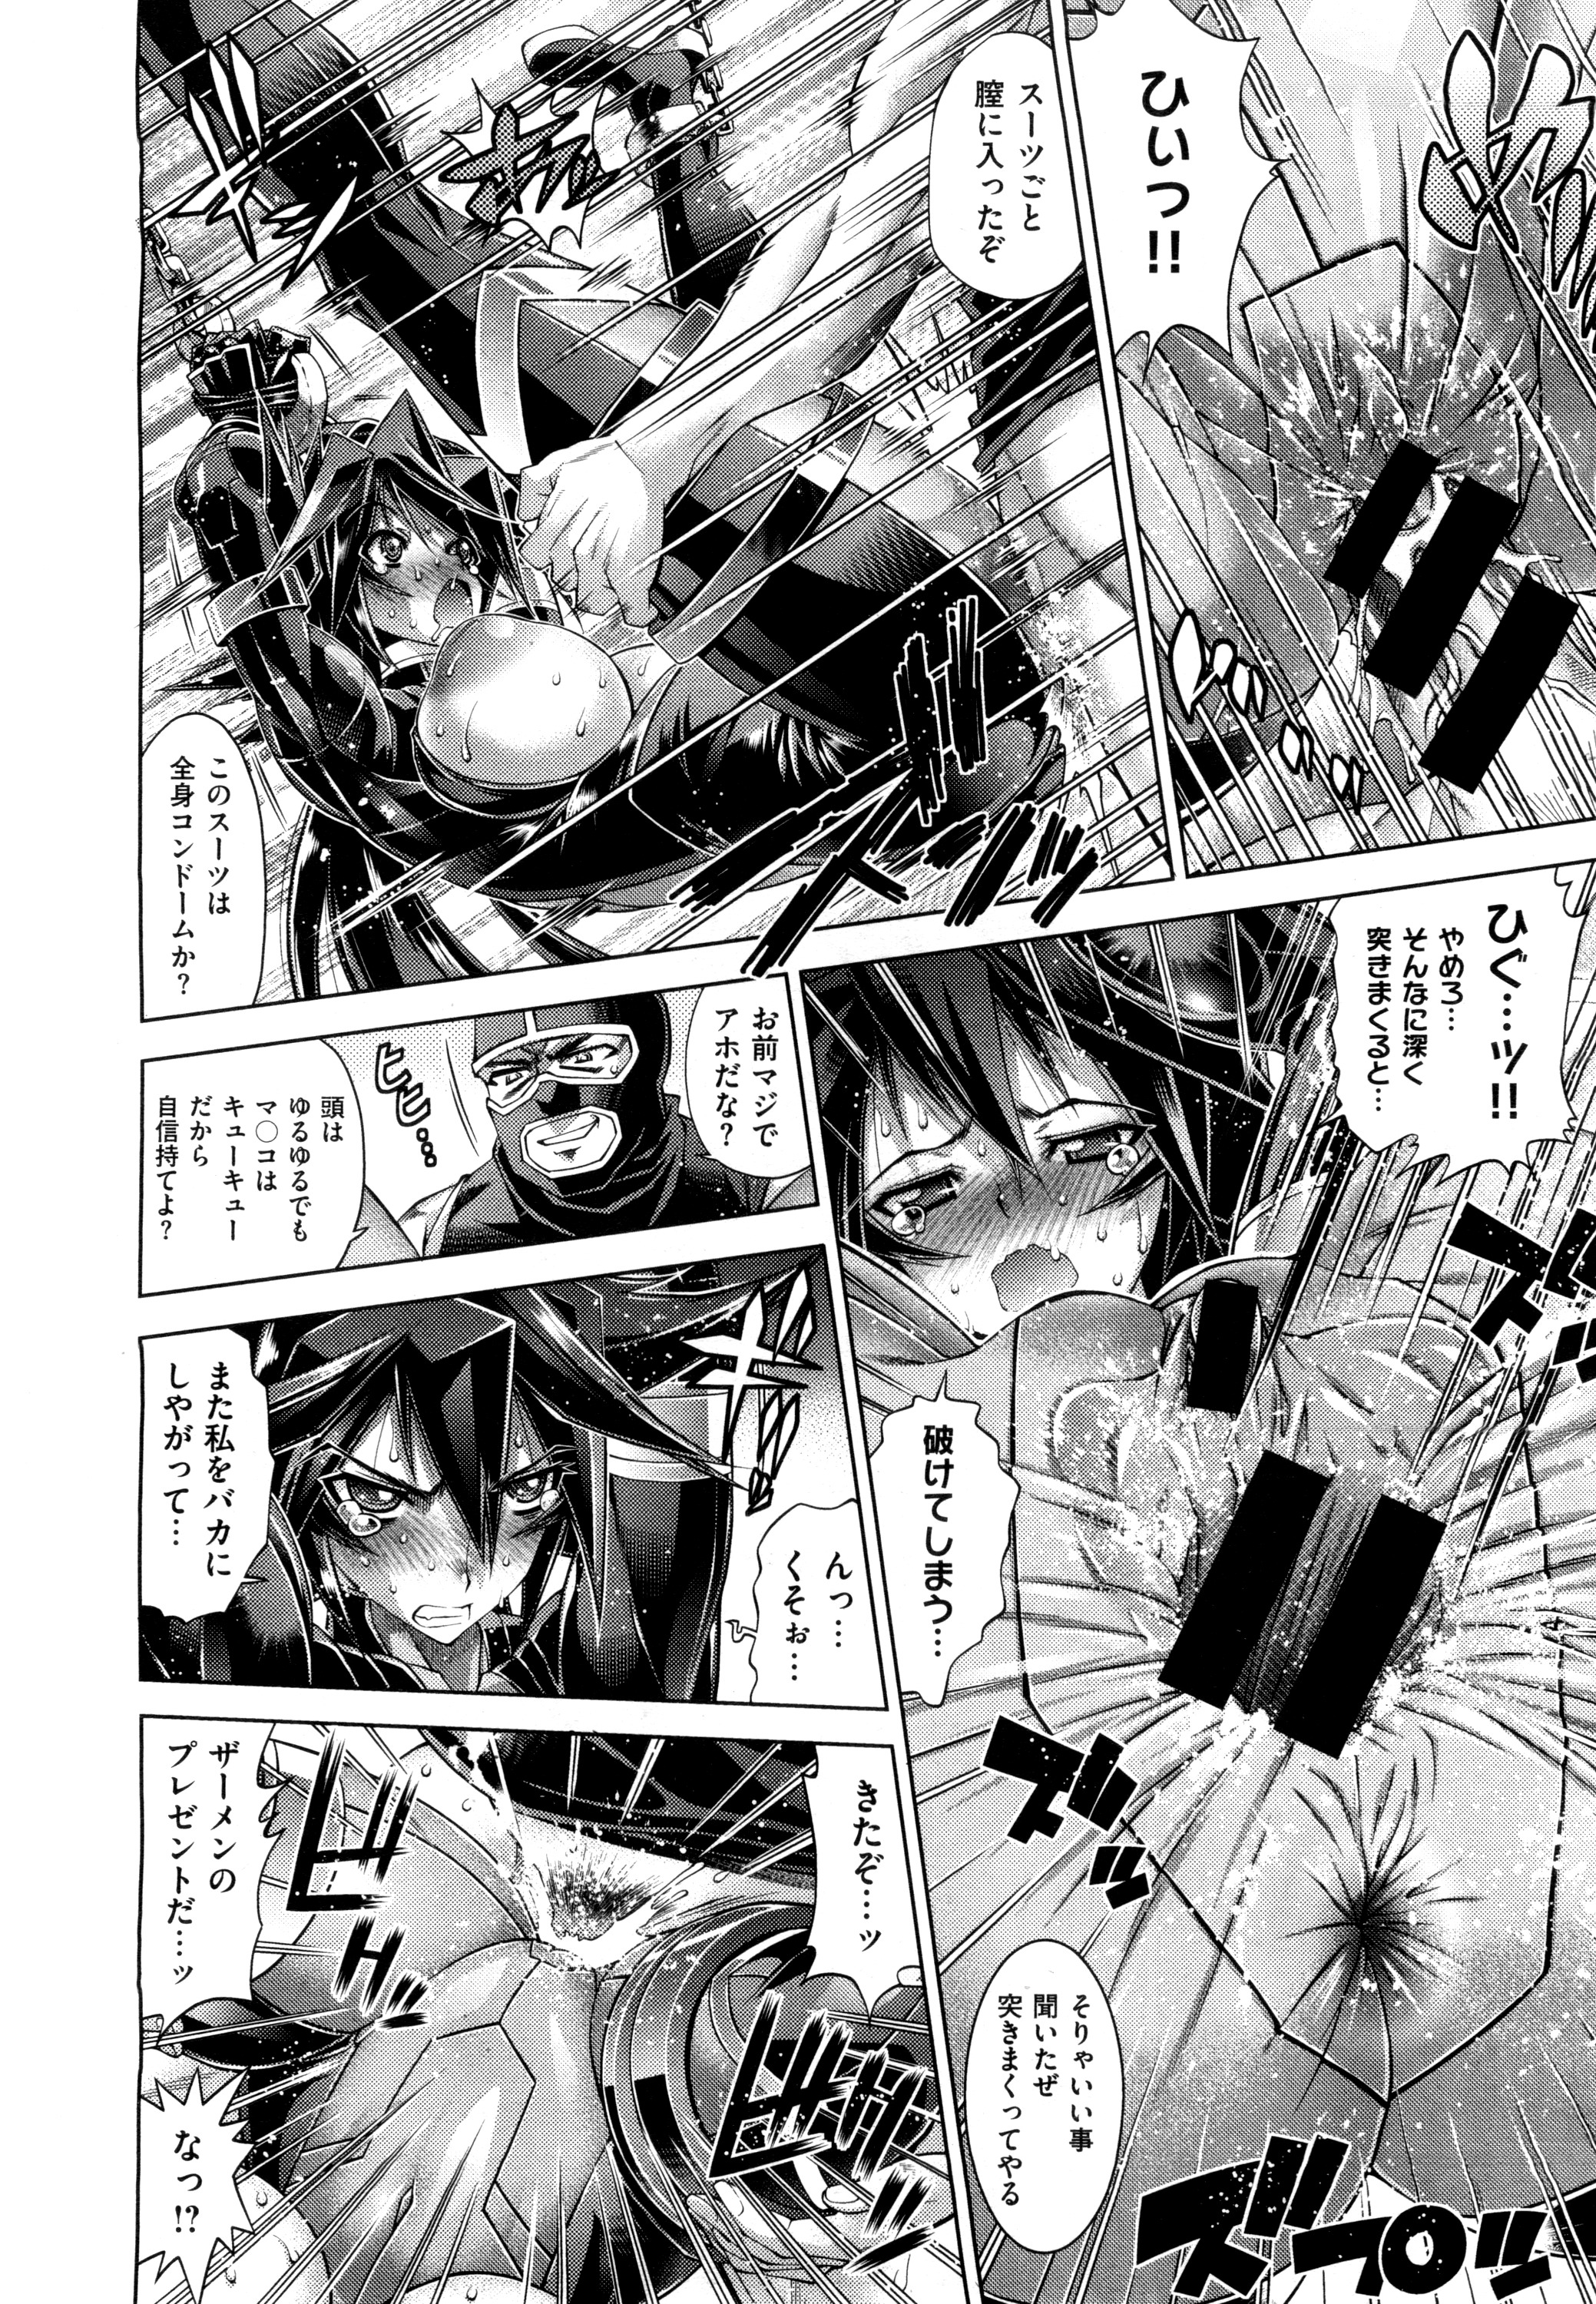 ひぃっ!!
スーツごと
膣に入ったぞ
このスーツは
全身コンドームか?
ひぐ…ッ!!
やめろ…
そんなに深く
突きまくると…
破けてしまう…
そりゃいい事
聞いたぜ
突きまくってやる
お前マジで
アホだな?
ヒヒ…
頭は
ゆるゆるでも
マ〇コは
キューキュー
だから
自信持てよ?
んっ…
くそぉ…
また私をバカに
しやがって…
きたぞ…ッ
ザーメンの
プレゼントだ…ッ
なっ!?
ズプッ